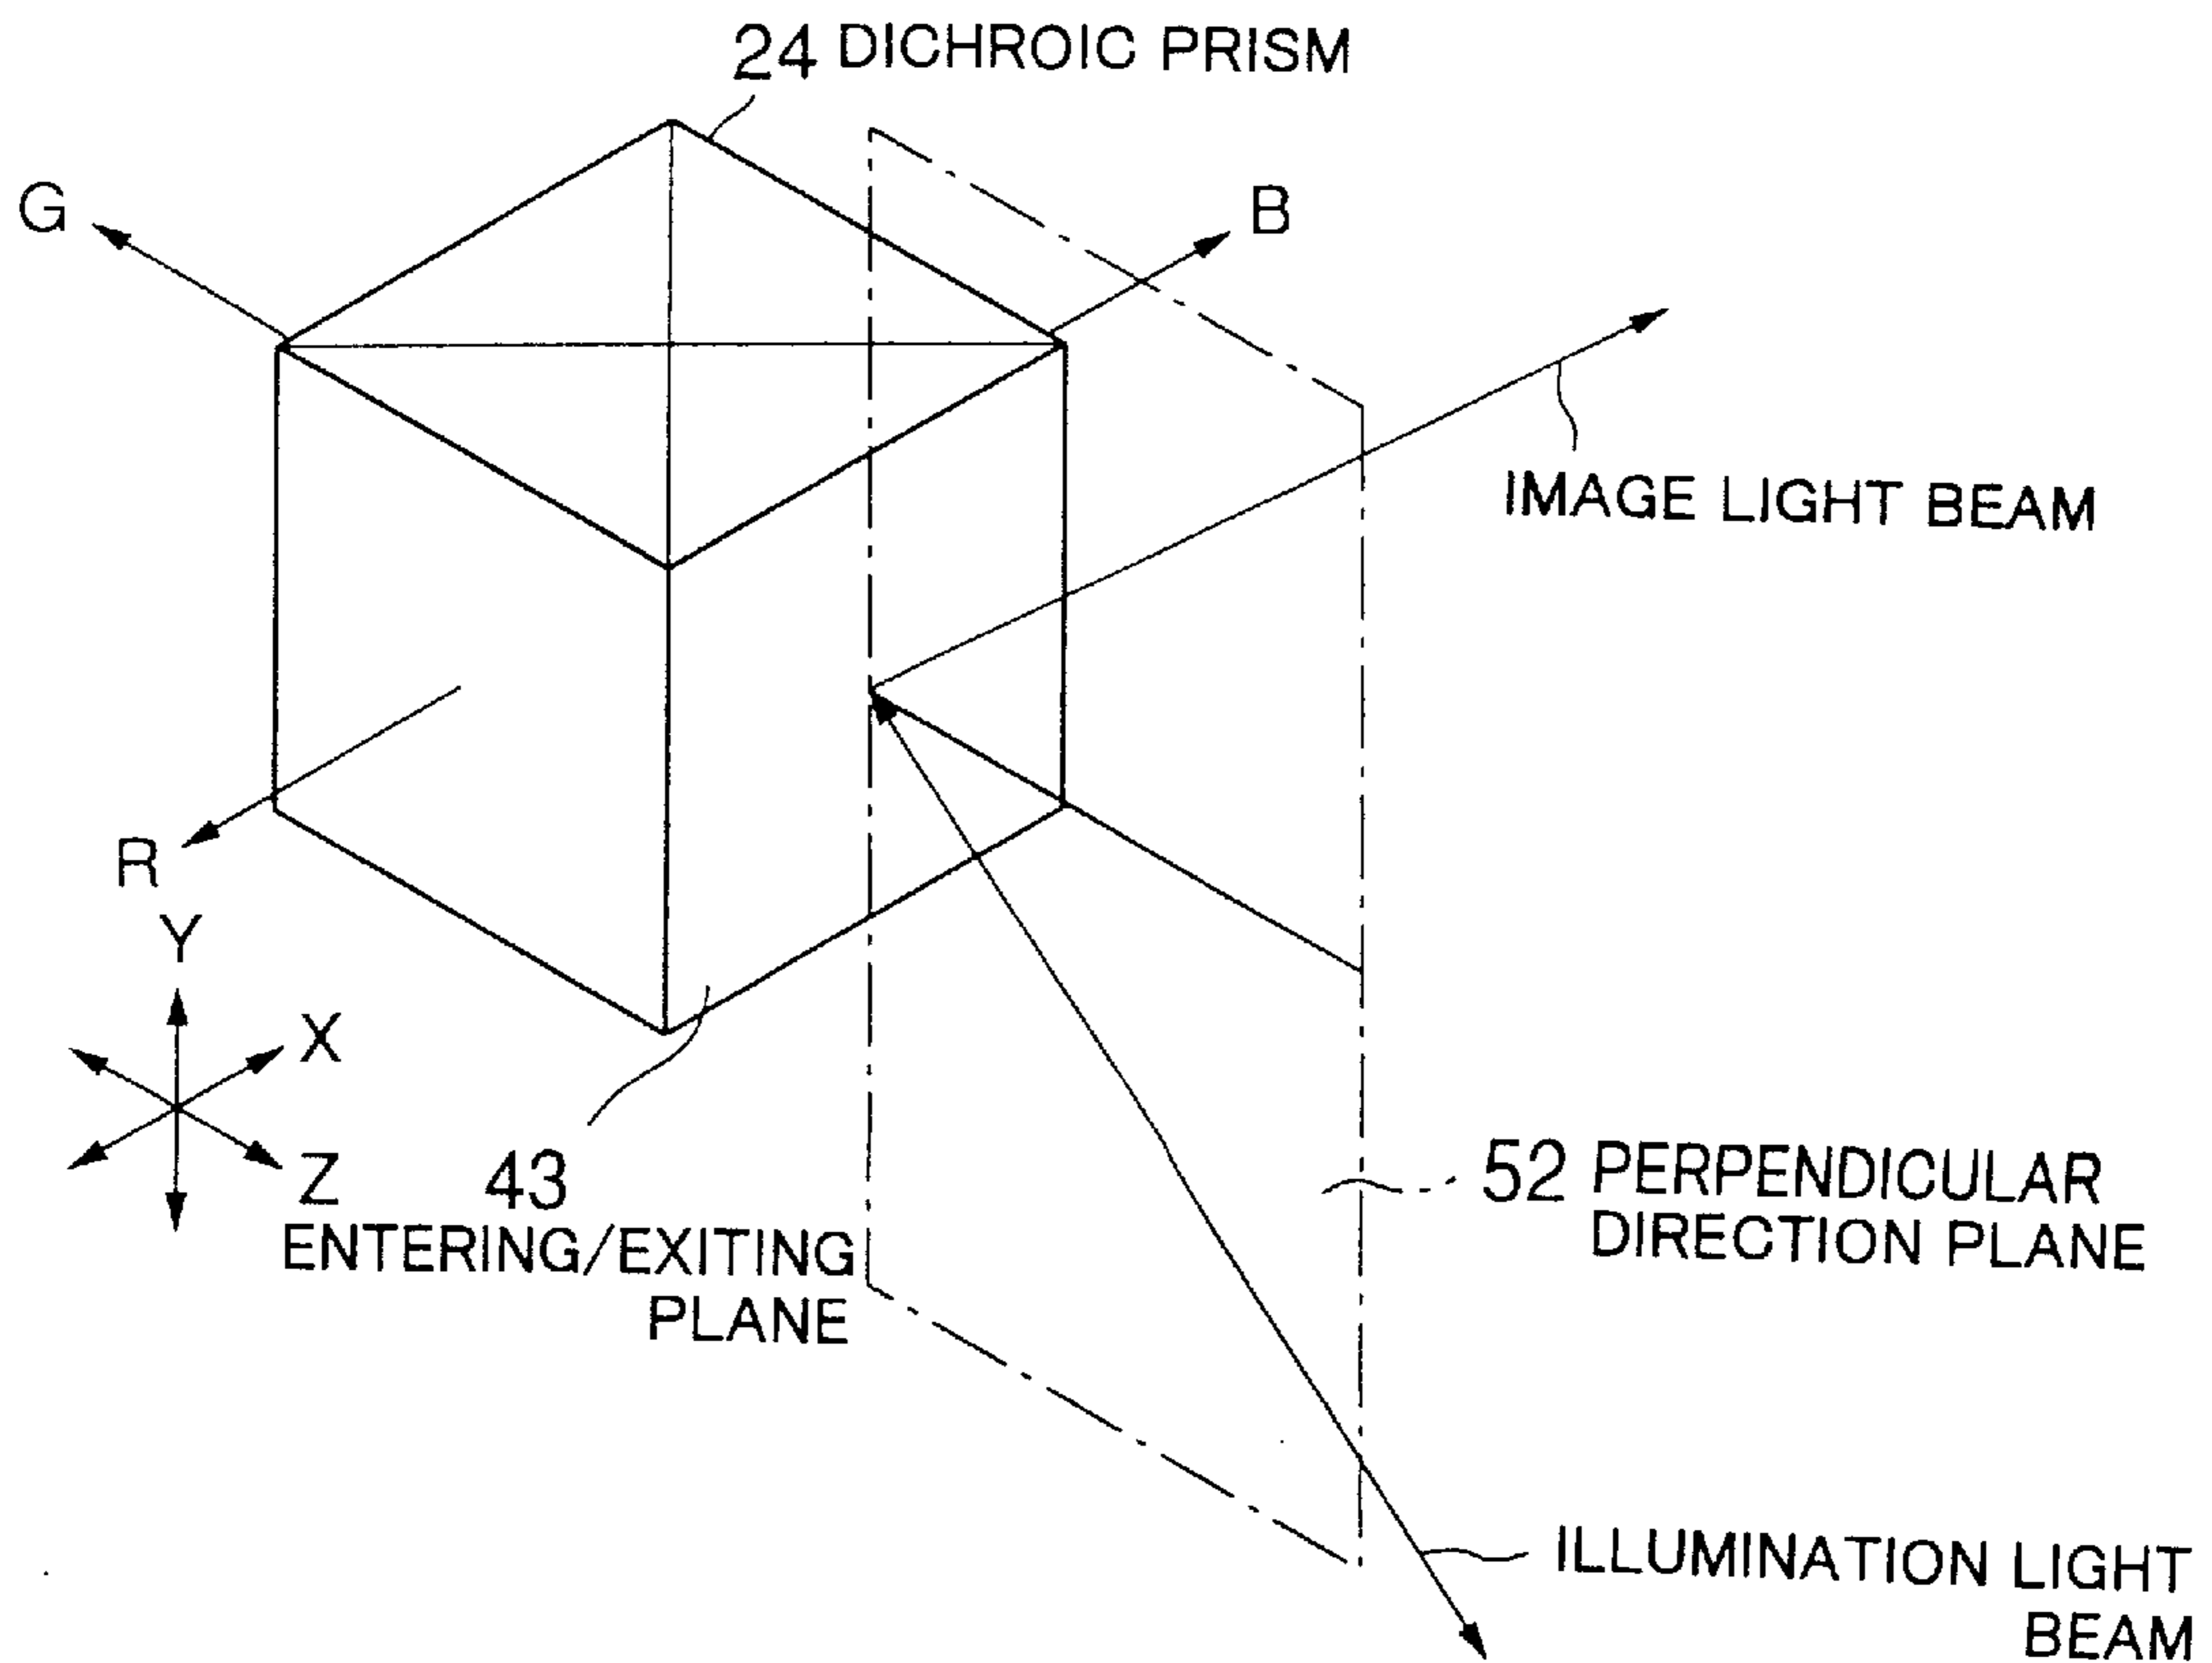 24 DICHROIC PRISM
G
B
IMAGE LIGHT BEAM
R
Y
X
Z
43
ENTERING/EXITING
PLANE
52 PERPENDICULAR
DIRECTION PLANE
ILLUMINATION LIGHT
BEAM